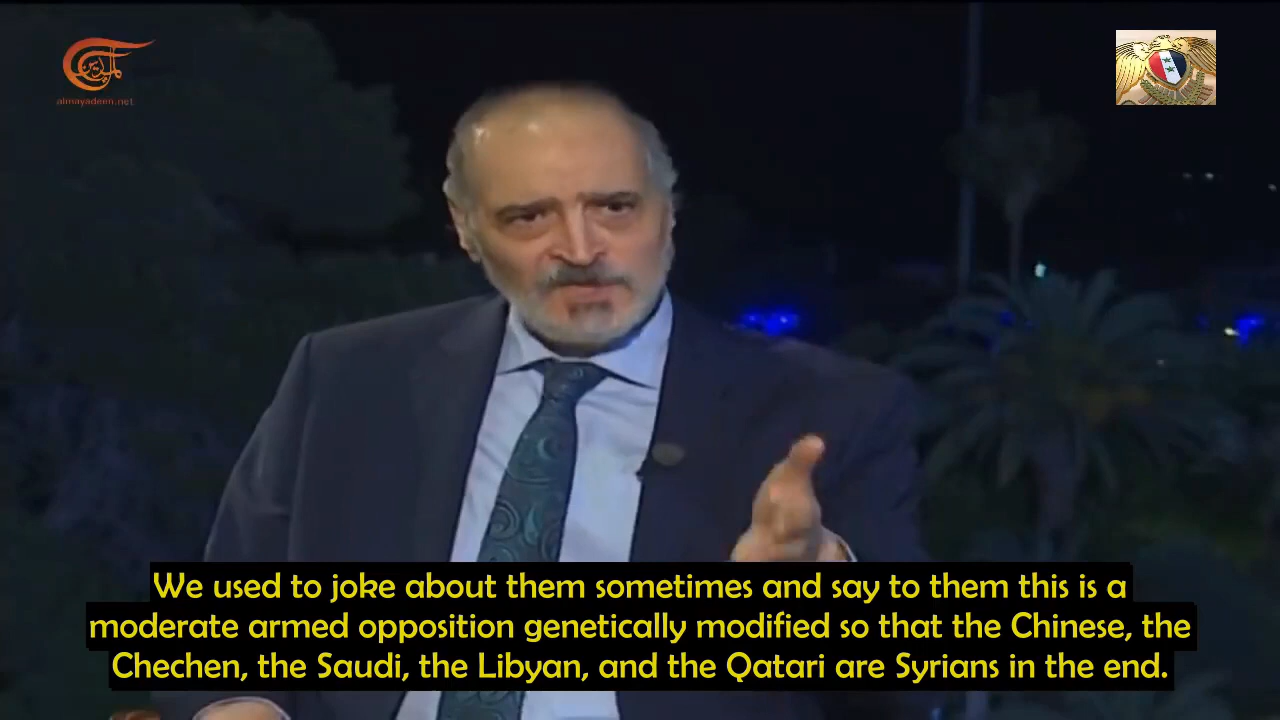 الميادين
almayadeen.net
We used to joke about them sometimes and say to them this is a
moderate armed opposition genetically modified so that the Chinese, the
Chechen, the Saudi, the Libyan, and the Qatari are Syrians in the end.